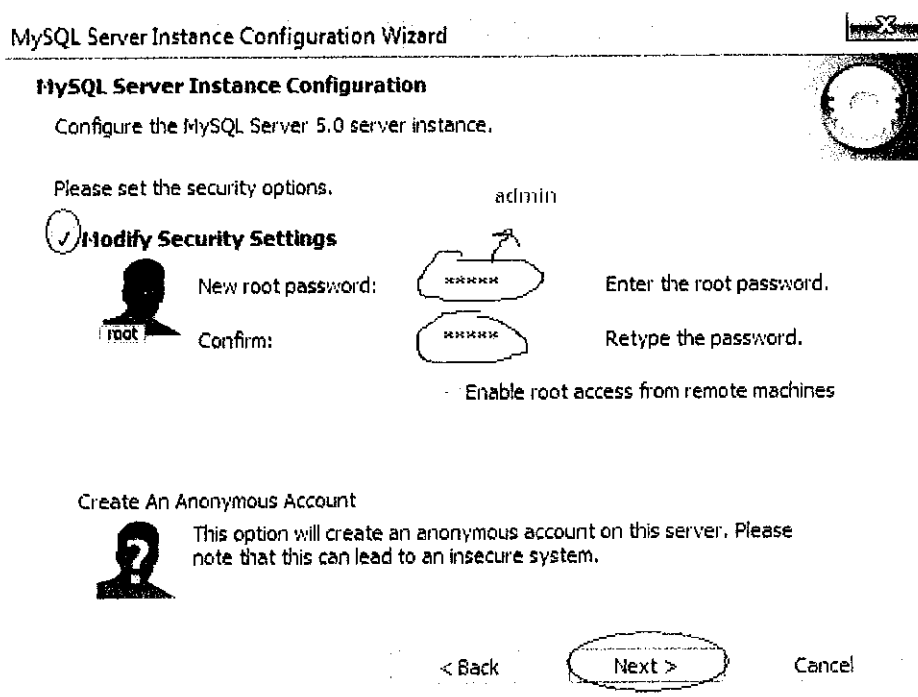 MySQL Server Instance Configuration Wizard
MySQL Server Instance Configuration
Configure the MySQL Server 5.0 server instance.
Please set the security options.
admin
✓ Modify Security Settings
New root password: ***** Enter the root password.
root
Confirm: ***** Retype the password.
Enable root access from remote machines
Create An Anonymous Account
This option will create an anonymous account on this server. Please
note that this can lead to an insecure system.
< Back Next > Cancel